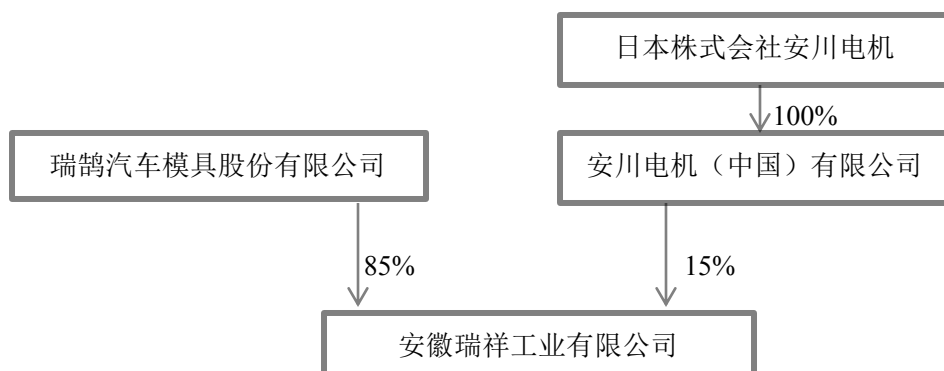 日本株式会社安川电机
100%
瑞鹄汽车模具股份有限公司
安川电机（中国）有限公司
85%
15%
安徽瑞祥工业有限公司